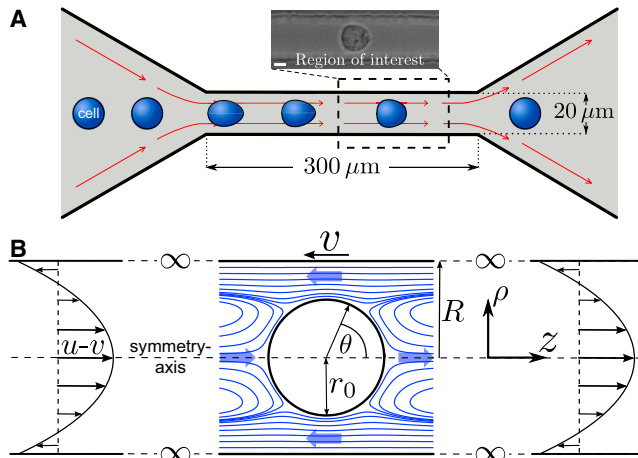 A
Region of interest
cell
20 μm
300 μm
B
v
∞ ∞
R
ρ
u–v
symmetry-
axis
θ
z
r₀
∞ ∞